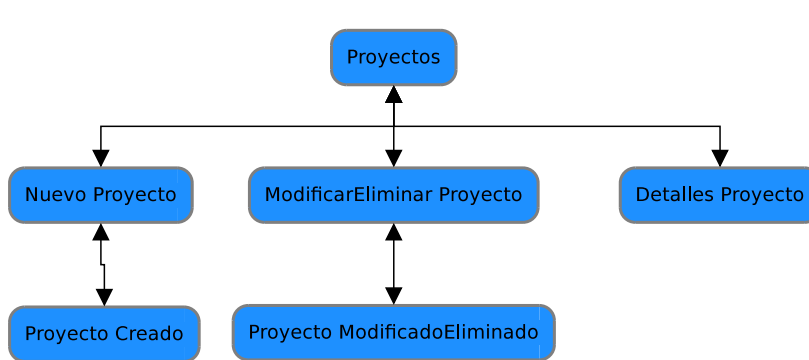 Proyectos
Nuevo Proyecto
ModificarEliminar Proyecto
Detalles Proyecto
Proyecto Creado
Proyecto ModificadoEliminado